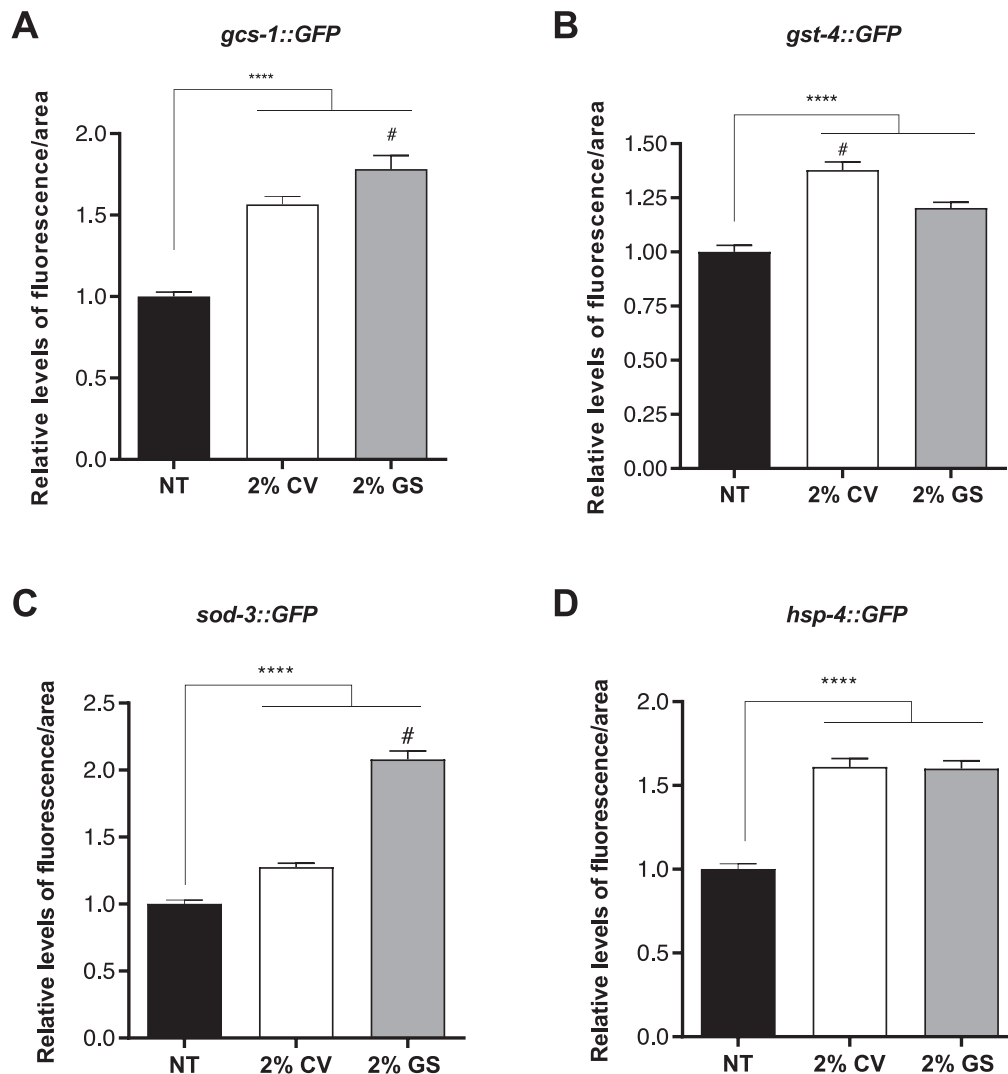 A
gcs-1::GFP
****
#
Relative levels of fluorescence/area
2.0
1.5
1.0
0.5
0.0
NT 2% CV 2% GS
B
gst-4::GFP
****
#
Relative levels of fluorescence/area
1.50
1.25
1.00
0.75
0.50
0.25
0.00
NT 2% CV 2% GS
C
sod-3::GFP
****
#
Relative levels of fluorescence/area
2.5
2.0
1.5
1.0
0.5
0.0
NT 2% CV 2% GS
D
hsp-4::GFP
****
Relative levels of fluorescence/area
2.0
1.5
1.0
0.5
0.0
NT 2% CV 2% GS